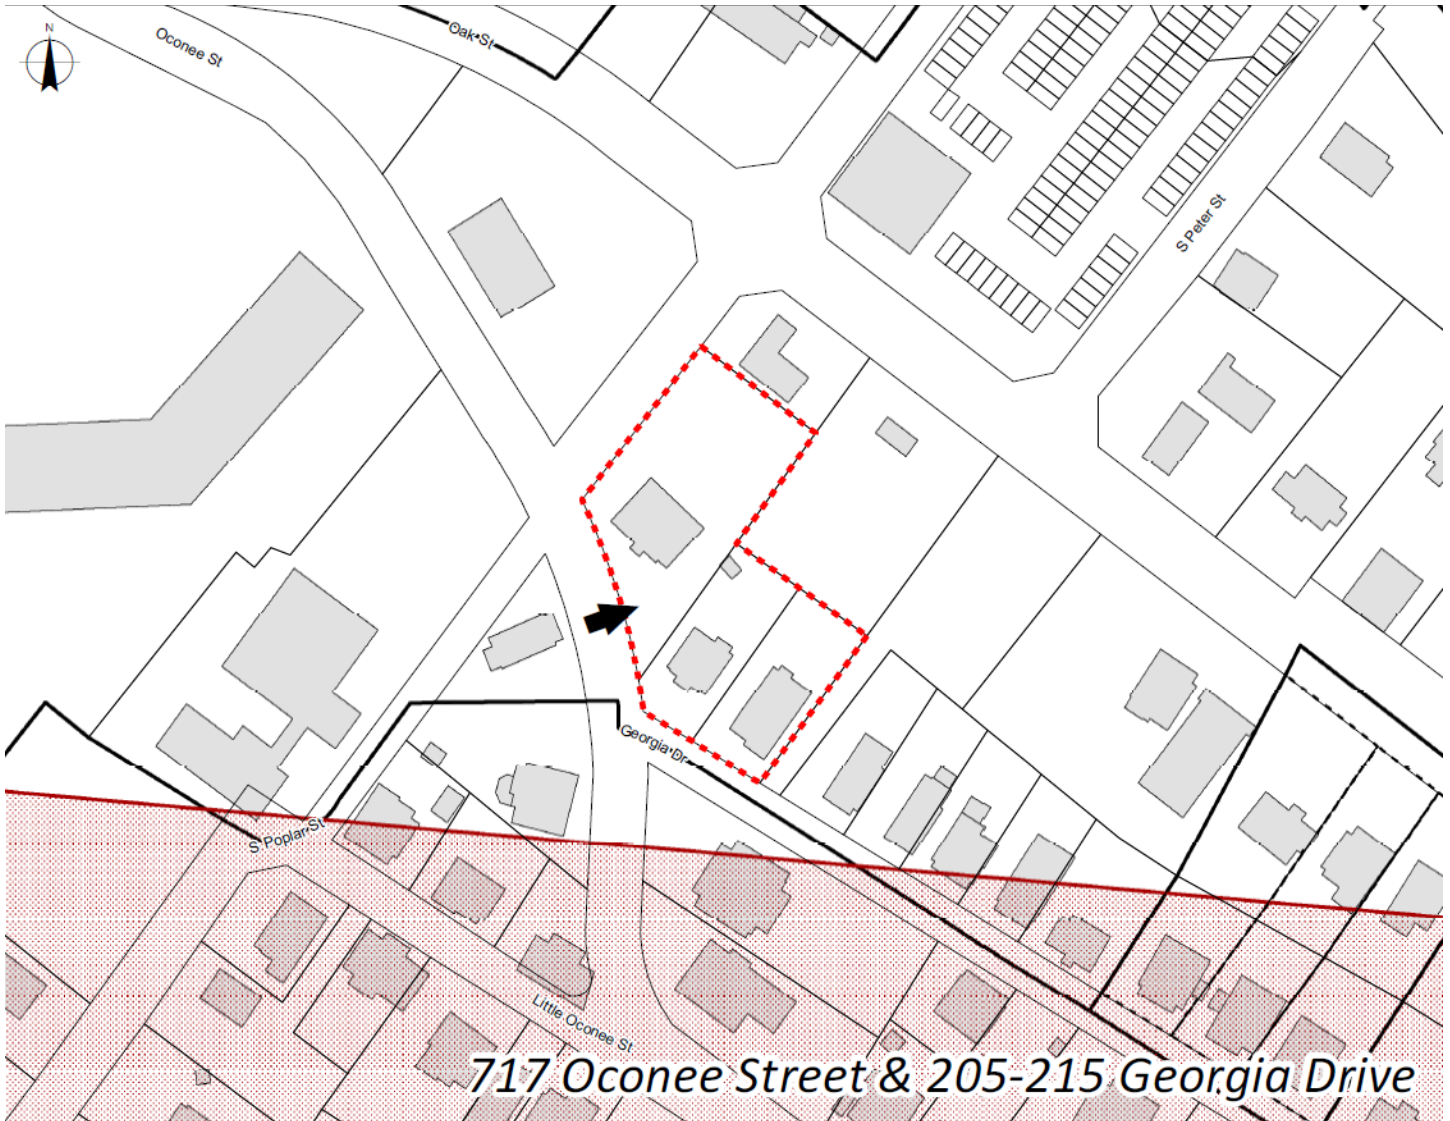 N
Oconee St
Oak St
S Peter St
Georgia Dr
S Poplar St
Little Oconee St
717 Oconee Street & 205-215 Georgia Drive